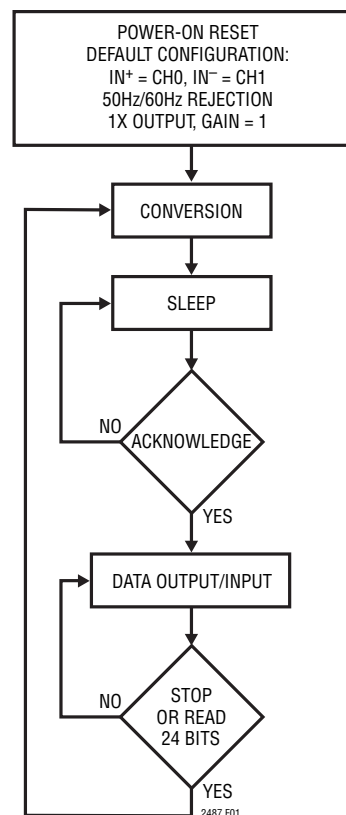 POWER-ON RESET
DEFAULT CONFIGURATION:
IN⁺ = CH0, IN⁻ = CH1
50Hz/60Hz REJECTION
1X OUTPUT, GAIN = 1
CONVERSION
SLEEP
NO
ACKNOWLEDGE
YES
DATA OUTPUT/INPUT
NO
STOP
OR READ
24 BITS
YES
2487 F01